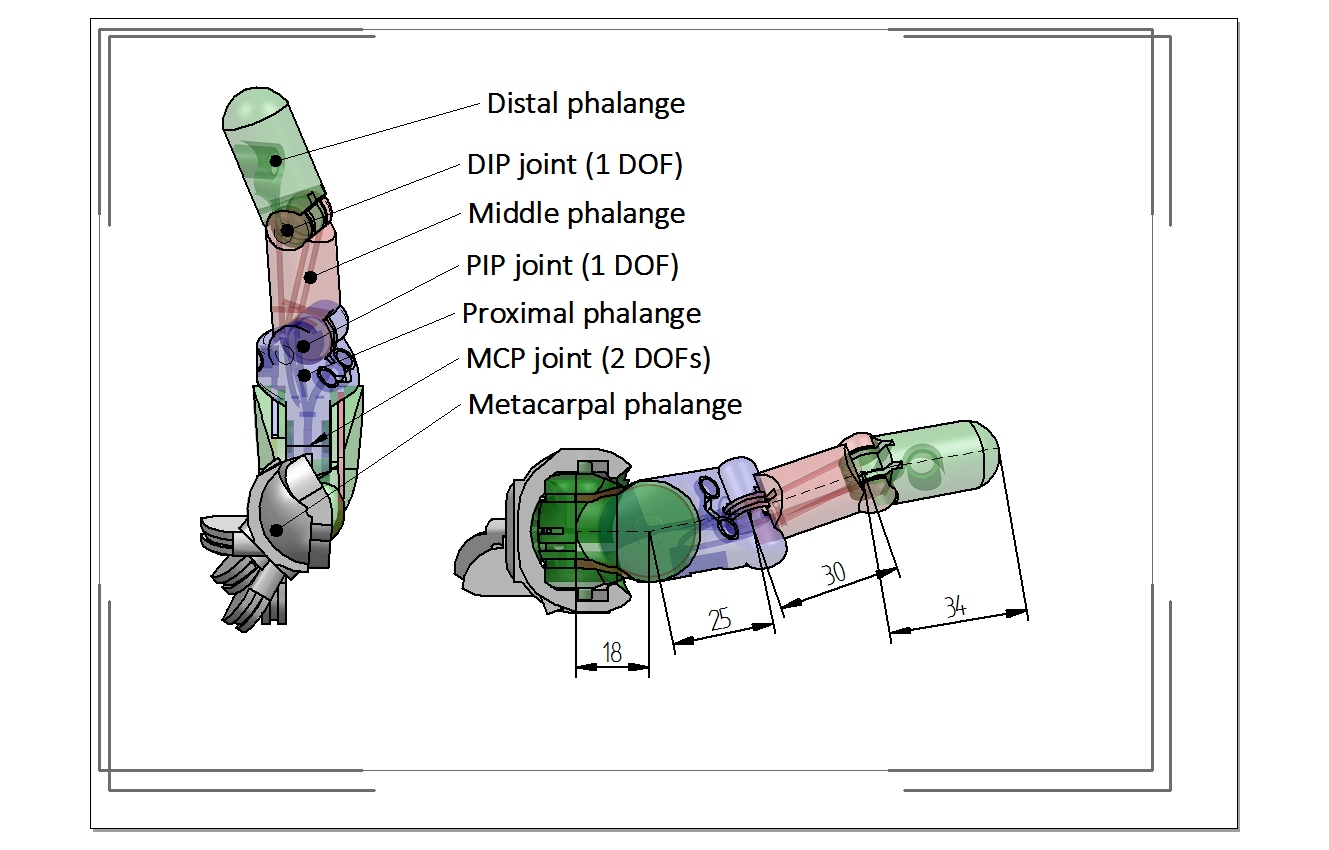 Distal phalange
DIP joint (1 DOF)
Middle phalange
PIP joint (1 DOF)
Proximal phalange
MCP joint (2 DOFs)
Metacarpal phalange
30
34
25
18